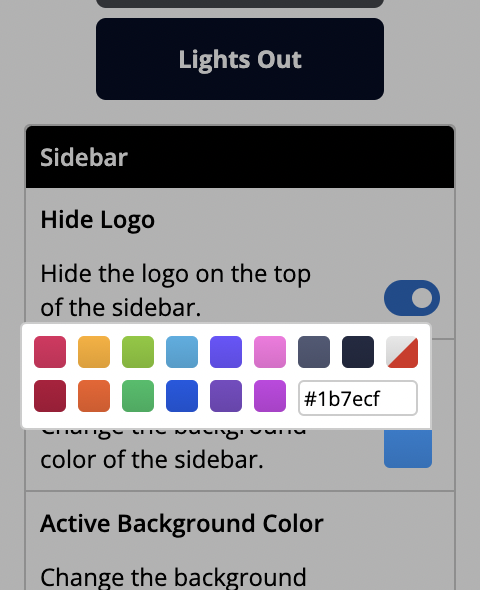 Lights Out
Sidebar
Hide Logo
Hide the logo on the top
of the sidebar.
#1b7ecf
Change the background
color of the sidebar.
Active Background Color
Change the background